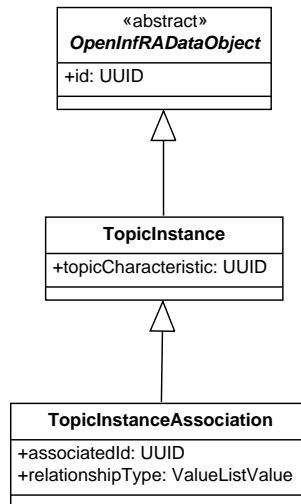 «abstract»
OpenInfRADataObject
+id: UUID
TopicInstance
+topicCharacteristic: UUID
TopicInstanceAssociation
+associatedId: UUID
+relationshipType: ValueListValue